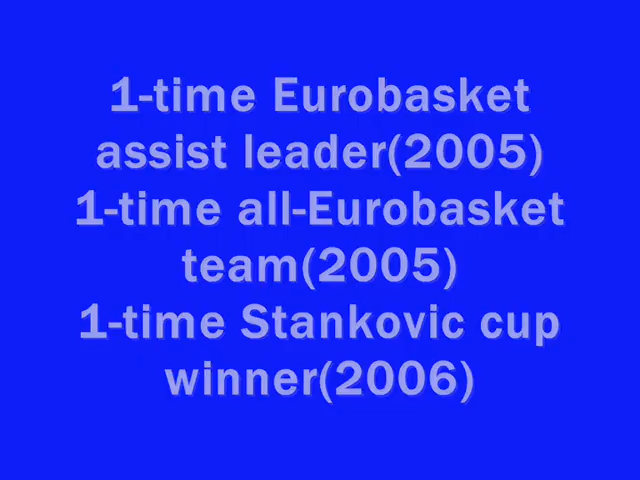 1-time Eurobasket
assist leader(2005)
1-time all-Eurobasket
team(2005)
1-time Stankovic cup
winner(2006)